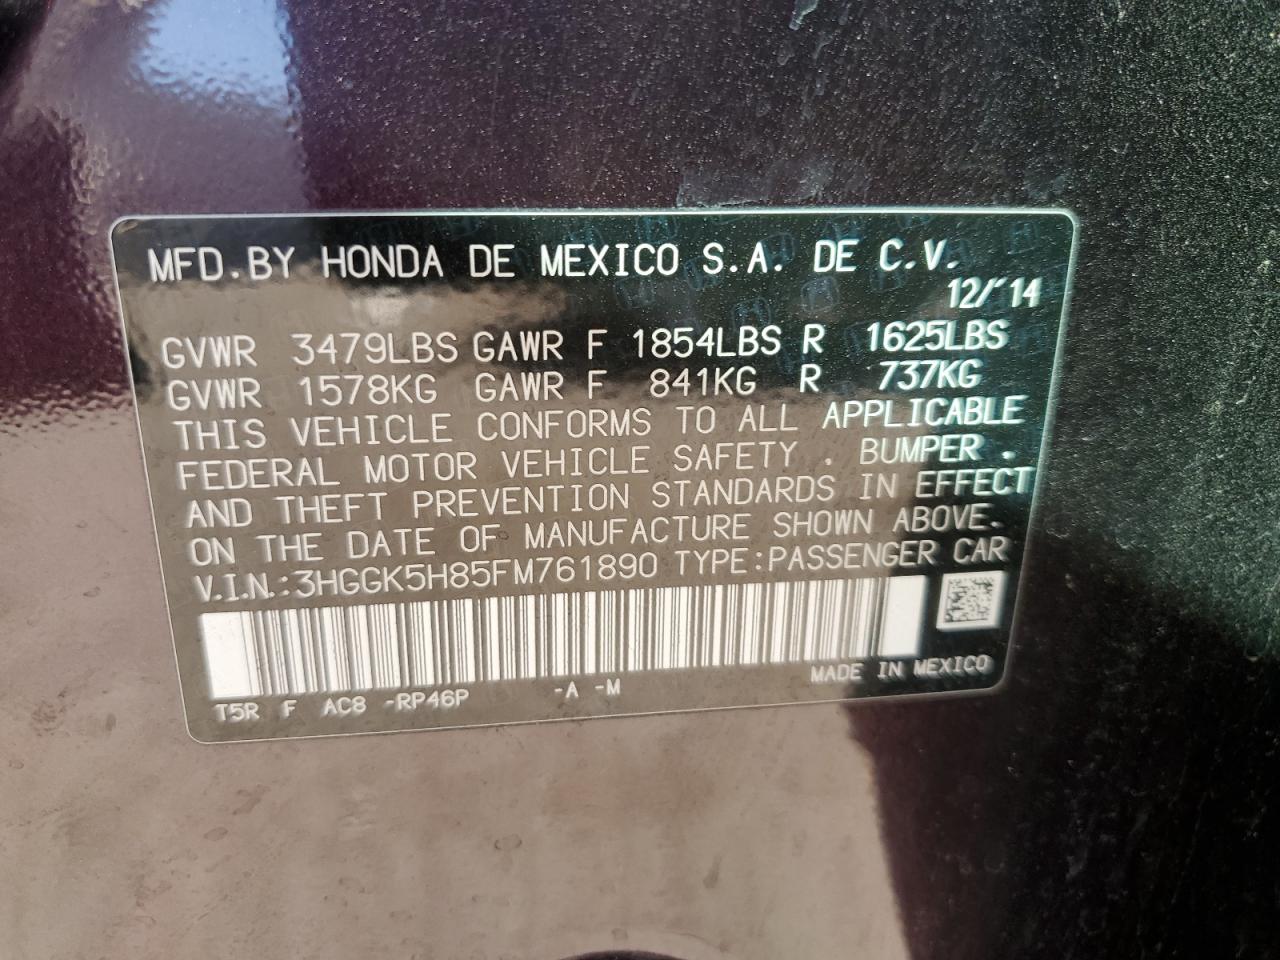 MFD.BY HONDA DE MEXICO S.A. DE C.V.
12/'14
GVWR 3479LBS GAWR F 1854LBS R 1625LBS
GVWR 1578KG GAWR F 841KG R 737KG
THIS VEHICLE CONFORMS TO ALL APPLICABLE
FEDERAL MOTOR VEHICLE SAFETY . BUMPER .
AND THEFT PREVENTION STANDARDS IN EFFECT
ON THE DATE OF MANUFACTURE SHOWN ABOVE.
V.I.N.:3HGGK5H85FM761890 TYPE:PASSENGER CAR
MADE IN MEXICO
T5R F AC8 -RP46P -A -M